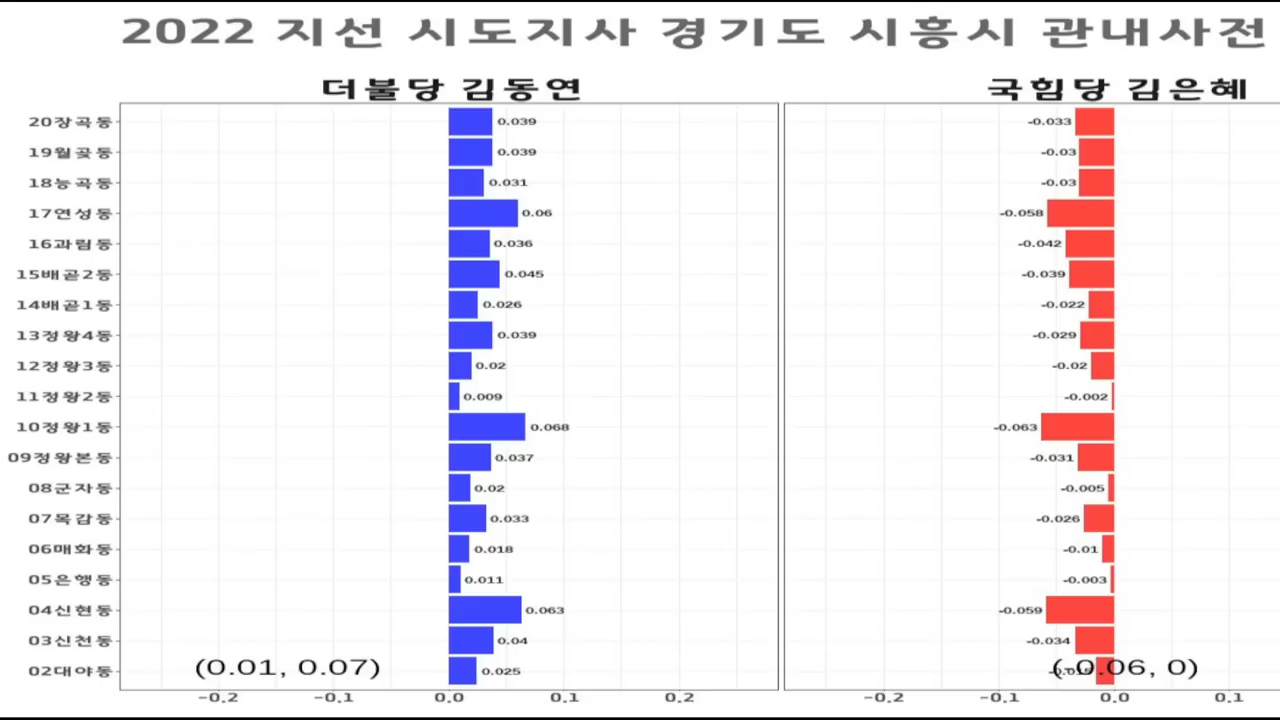 2022 지선 시도지사 경기도 시흥시 관내사전
더불당 김동연 국힘당 김은혜
20장곡동 0.039 -0.033
19월곶동 0.039 -0.03
18능곡동 0.031 -0.03
17연성동 0.06 -0.058
16과림동 0.036 -0.042
15배곧2동 0.045 -0.039
14배곧1동 0.026 -0.022
13정왕4동 0.039 -0.029
12정왕3동 0.02 -0.02
11정왕2동 0.009 -0.002
10정왕1동 0.068 -0.063
09정왕본동 0.037 -0.031
08군자동 0.02 -0.005
07목감동 0.033 -0.026
06매화동 0.018 -0.01
05은행동 0.011 -0.003
04신현동 0.063 -0.059
03신천동 0.04 -0.034
02대야동 (0.01, 0.07) 0.025 (-0.06, 0)
-0.2 -0.1 0.0 0.1 0.2 -0.2 -0.1 0.0 0.1